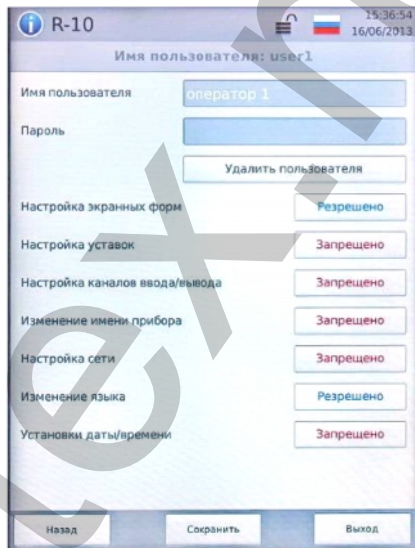 R-10
15:36:54
16/06/2013
Имя пользователя: user1
Имя пользователя
оператор 1
Пароль
Удалить пользователя
Настройка экранных форм
Резрешено
Настройка уставок
Запрещено
Настройка каналов ввода/вывода
Запрещено
Изменение имени прибора
Запрещено
Настройка сети
Запрещено
Изменение языка
Резрешено
Установки даты/времени
Запрещено
Назад
Сохранить
Выход